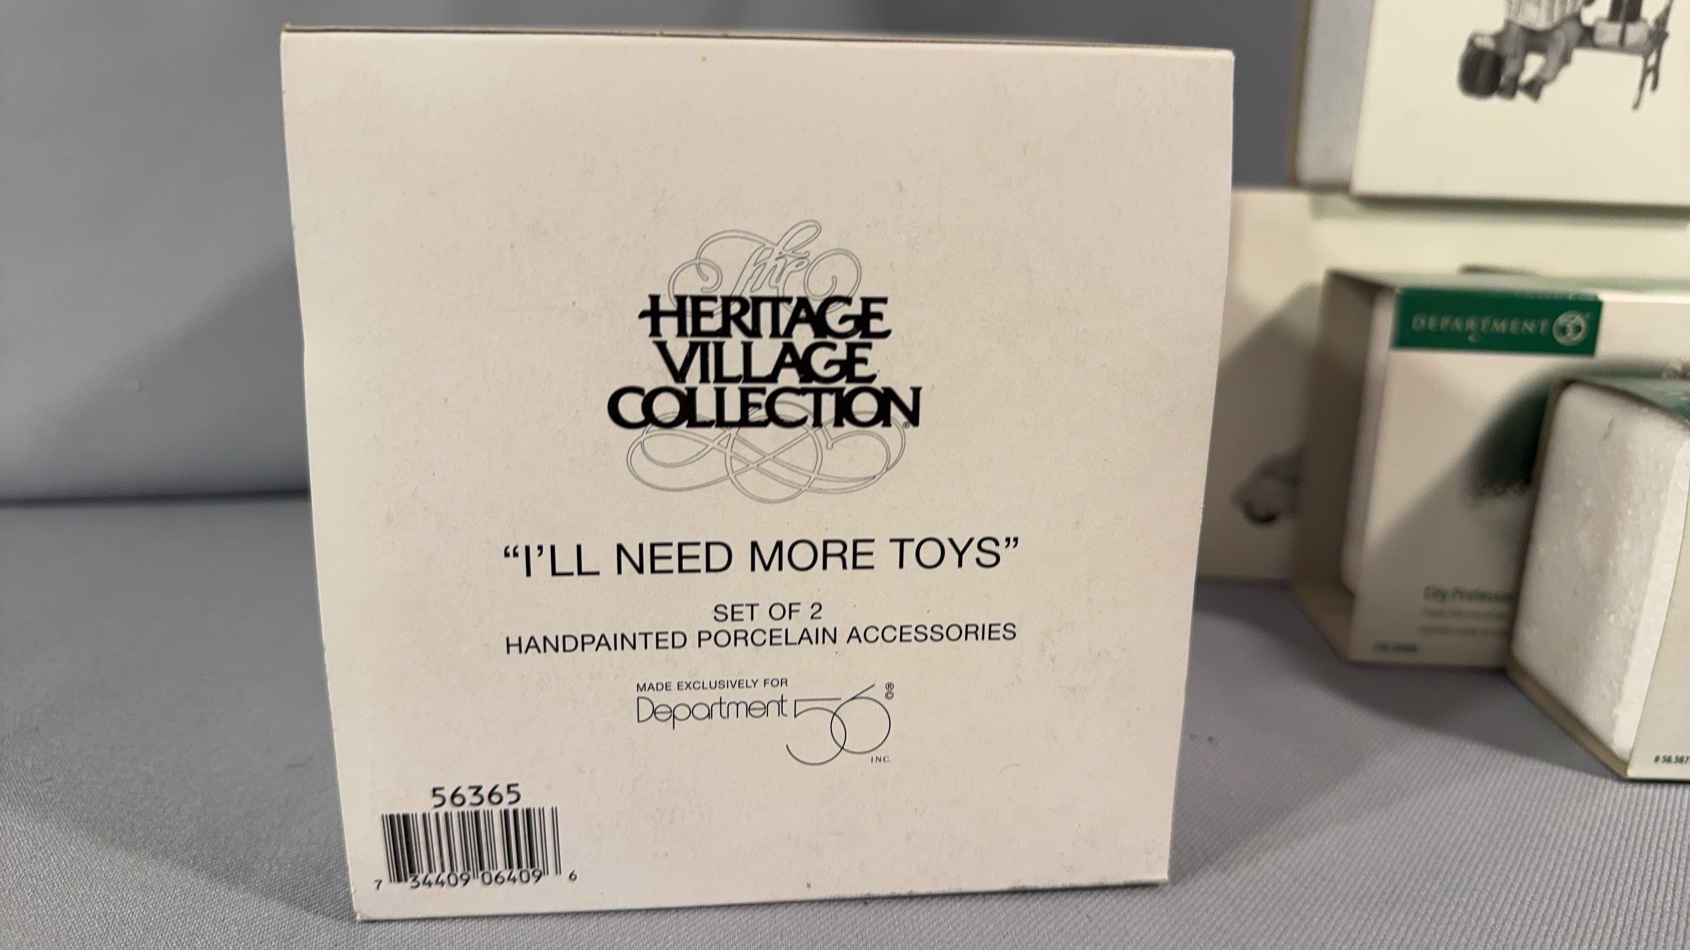 The
HERITAGE
VILLAGE
COLLECTION®
“I’LL NEED MORE TOYS”
SET OF 2
HANDPAINTED PORCELAIN ACCESSORIES
MADE EXCLUSIVELY FOR
Department 56 ®©
INC.
56365
7 34409 06409 6
DEPARTMENT 56
City